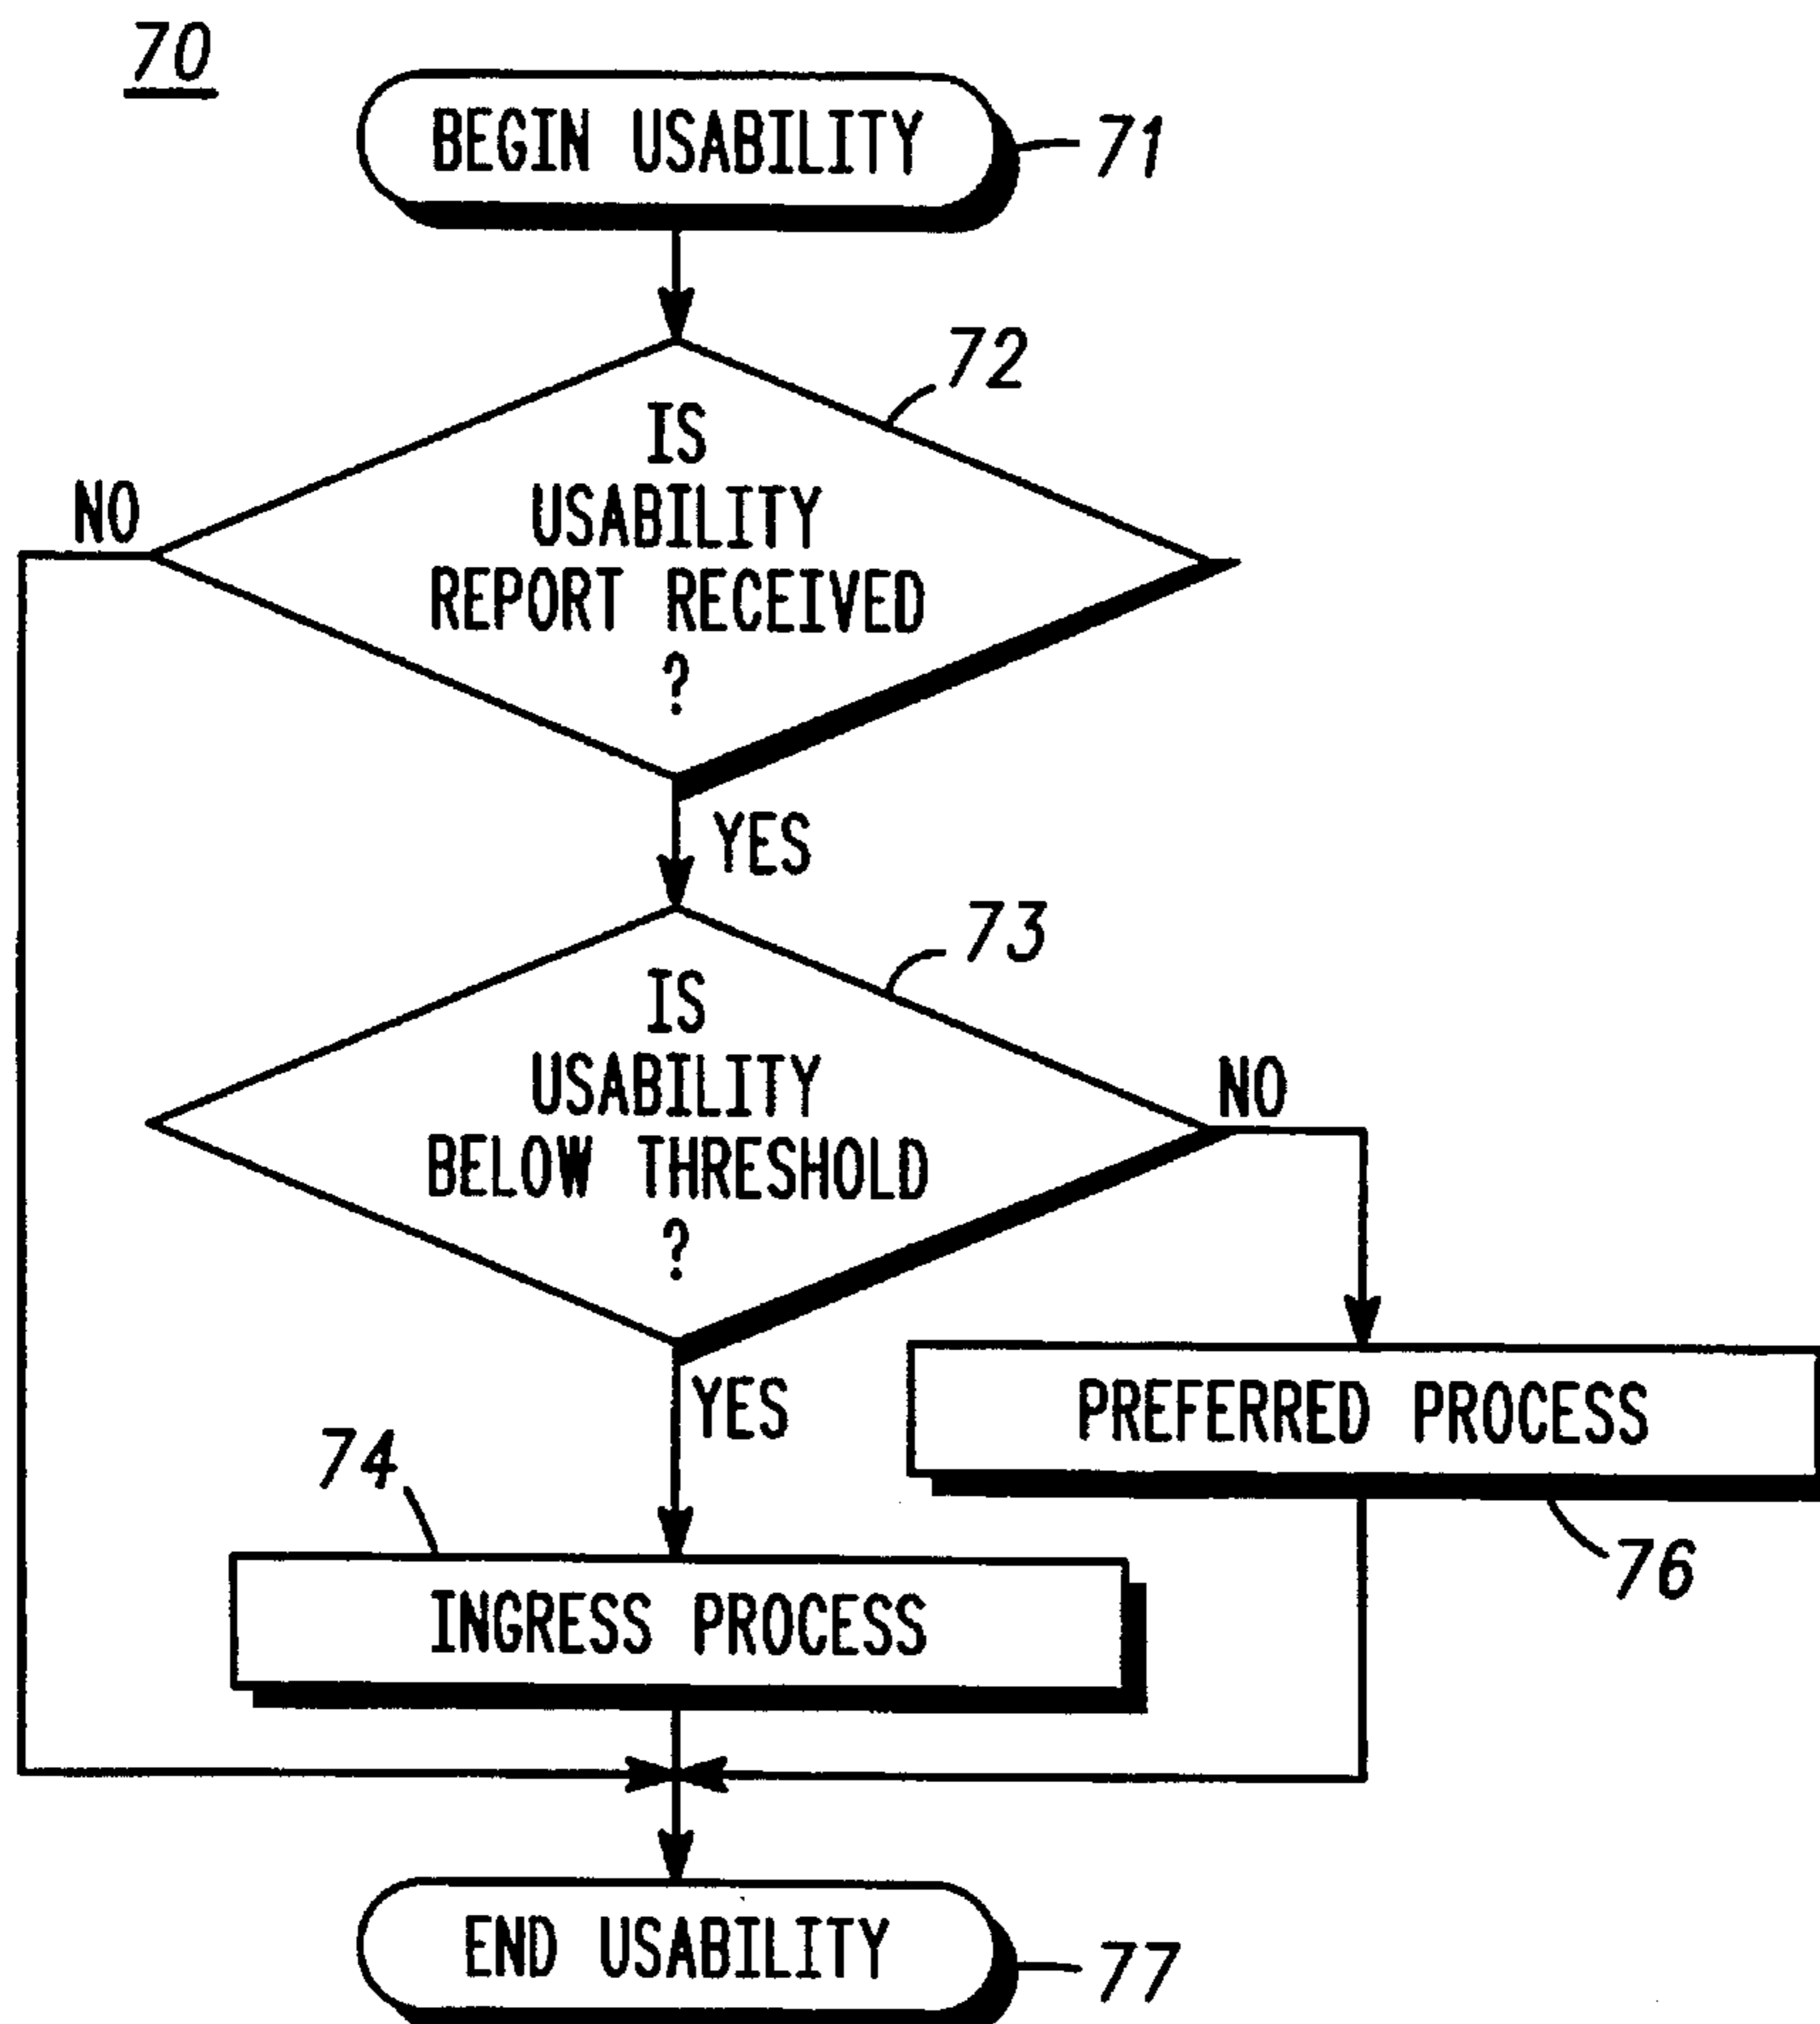 70
BEGIN USABILITY
71
72
IS
USABILITY
REPORT RECEIVED
?
NO
YES
73
IS
USABILITY
BELOW THRESHOLD
?
NO
YES
PREFERRED PROCESS
76
74
INGRESS PROCESS
END USABILITY
77